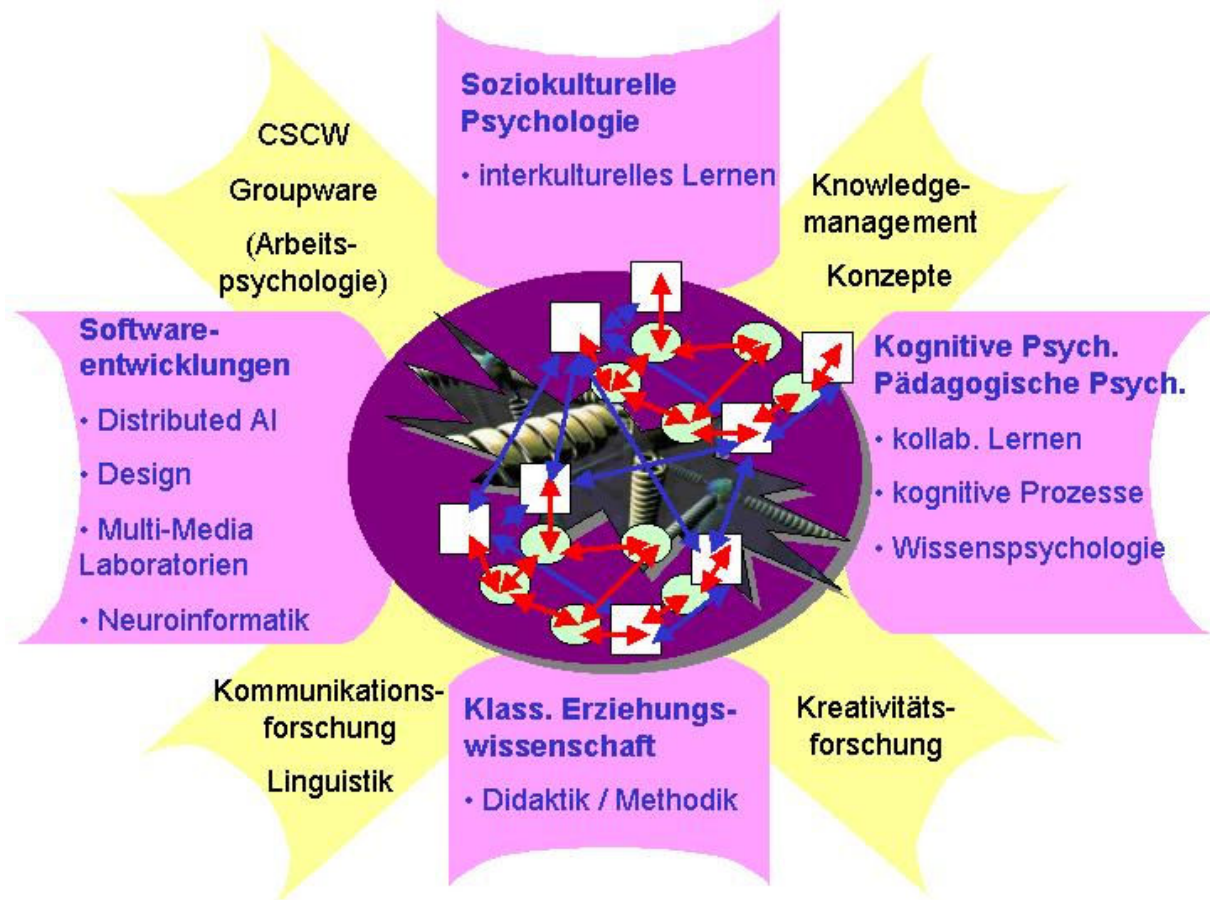 Soziokulturelle
Psychologie
• interkulturelles Lernen
CSCW
Groupware
(Arbeits-
psychologie)
Knowledge-
management
Konzepte
Software-
entwicklungen
• Distributed AI
• Design
• Multi-Media
Laboratorien
• Neuroinformatik
Kognitive Psych.
Pädagogische Psych.
• kollab. Lernen
• kognitive Prozesse
• Wissenspsychologie
Kommunikations-
forschung
Linguistik
Klass. Erziehungs-
wissenschaft
• Didaktik / Methodik
Kreativitäts-
forschung